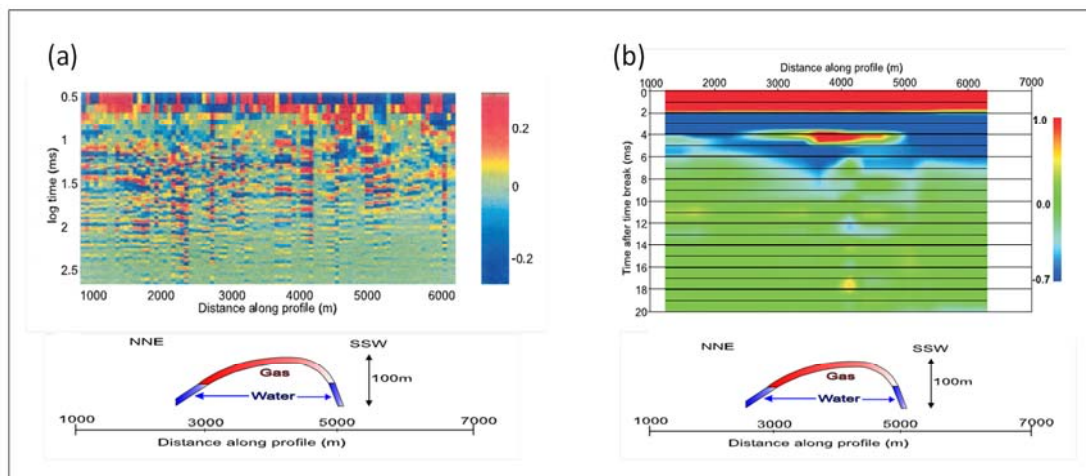 (a)
0.5
1
1.5
2
2.5
log time (ms)
1000 2000 3000 4000 5000 6000
Distance along profile (m)
0.2
0
-0.2
NNE SSW
Gas
Water
100m
1000 3000 5000 7000
Distance along profile (m)
(b)
Distance along profile (m)
1000 2000 3000 4000 5000 6000 7000
0
2
4
6
8
10
12
14
16
18
20
Time after time break (ms)
1.0
0.0
-0.7
NNE SSW
Gas
Water
100m
1000 3000 5000 7000
Distance along profile (m)